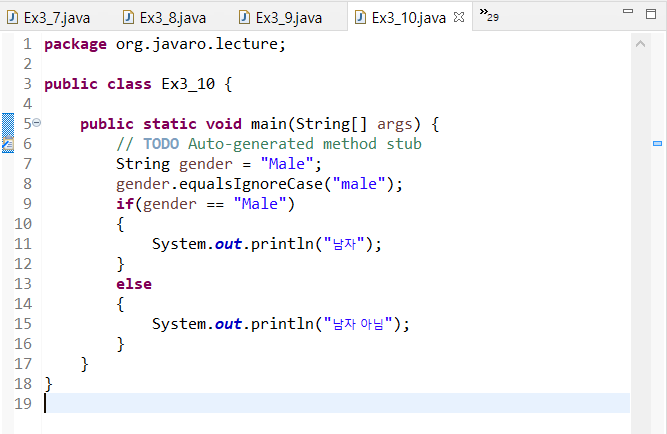 Ex3_7.java Ex3_8.java Ex3_9.java Ex3_10.java »29
1 package org.javaro.lecture;
2
3 public class Ex3_10 {
4
5 public static void main(String[] args) {
6 // TODO Auto-generated method stub
7 String gender = "Male";
8 gender.equalsIgnoreCase("male");
9 if(gender == "Male")
10 {
11 System.out.println("남자");
12 }
13 else
14 {
15 System.out.println("남자 아님");
16 }
17 }
18 }
19